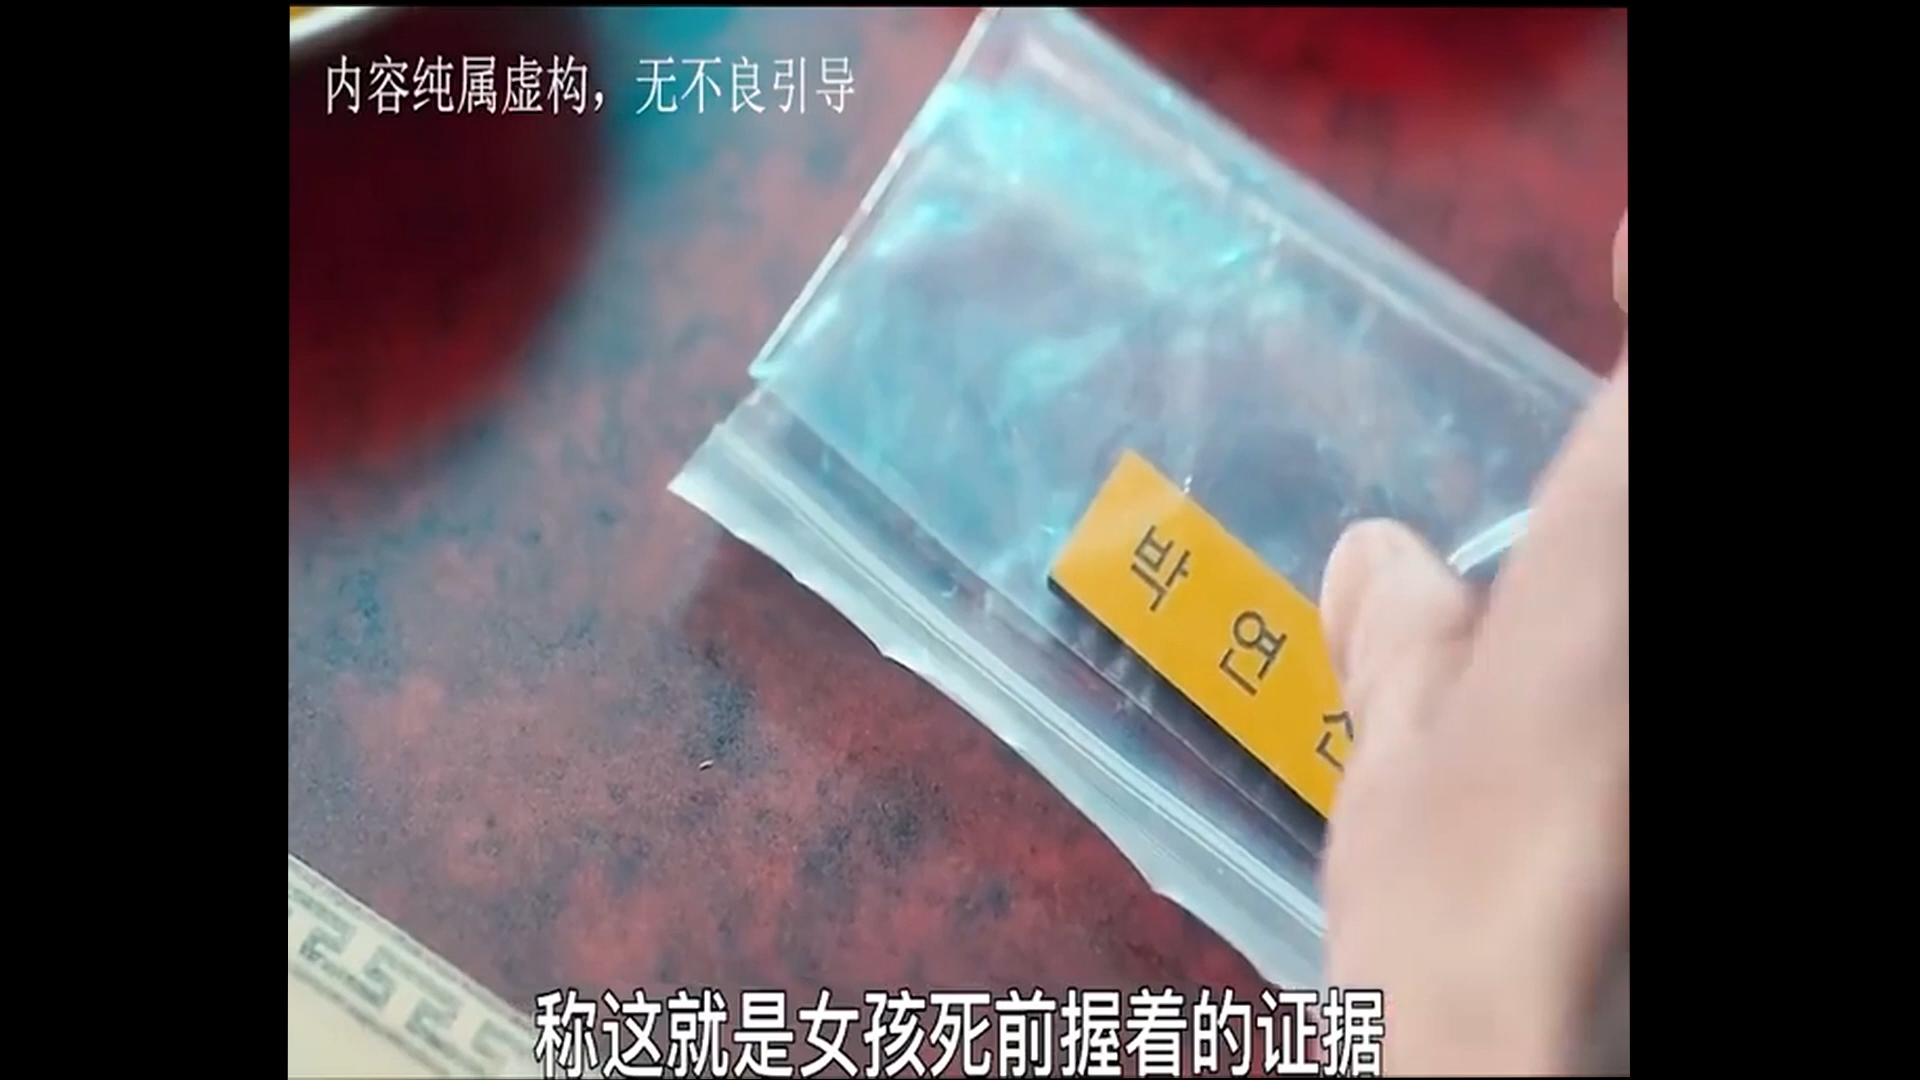 内容纯属虚构，无不良引导
박 연
称这就是女孩死前握着的证据